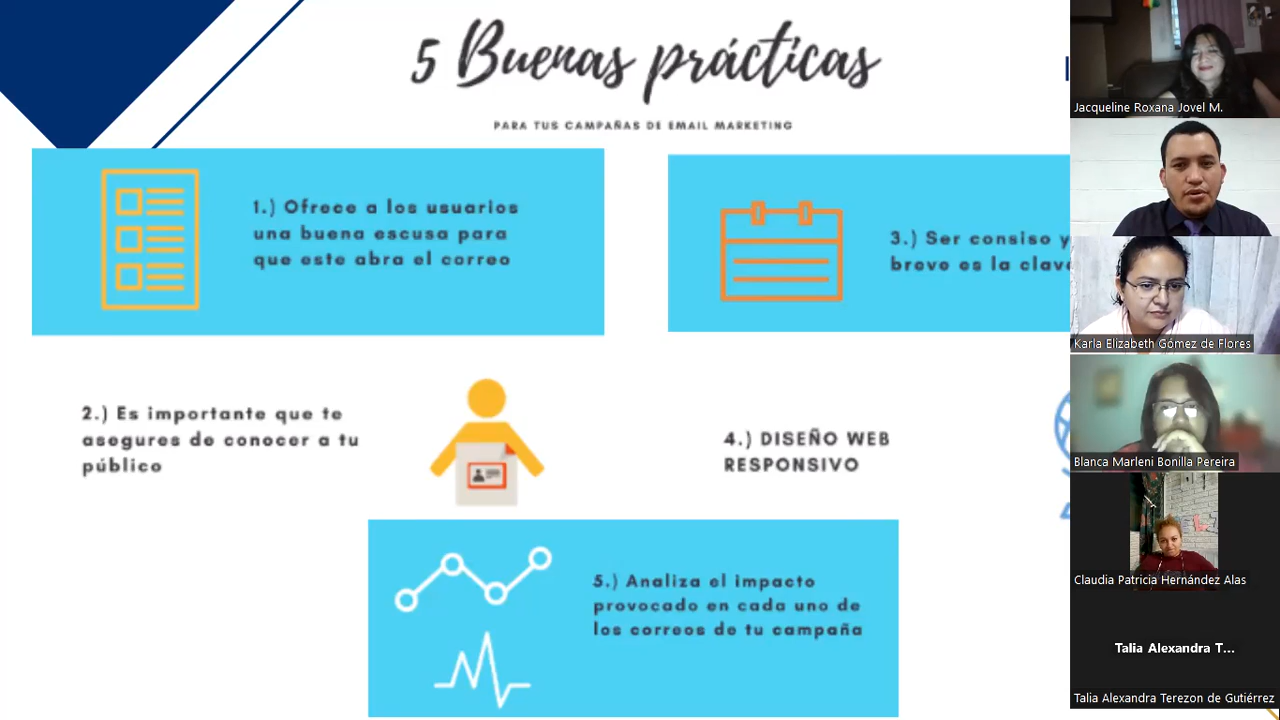 5 Buenas prácticas
PARA TUS CAMPAÑAS DE EMAIL MARKETING
1.) Ofrece a los usuarios
una buena escusa para
que este abra el correo
2.) Es importante que te
asegures de conocer a tu
público
3.) Ser consiso y
breve es la clave
4.) DISEÑO WEB
RESPONSIVO
5.) Analiza el impacto
provocado en cada uno de
los correos de tu campaña
Jacqueline Roxana Jovel M.
Karla Elizabeth Gómez de Flores
Blanca Marleni Bonilla Pereira
Claudia Patricia Hernández Alas
Talia Alexandra T...
Talia Alexandra Terezon de Gutiérrez